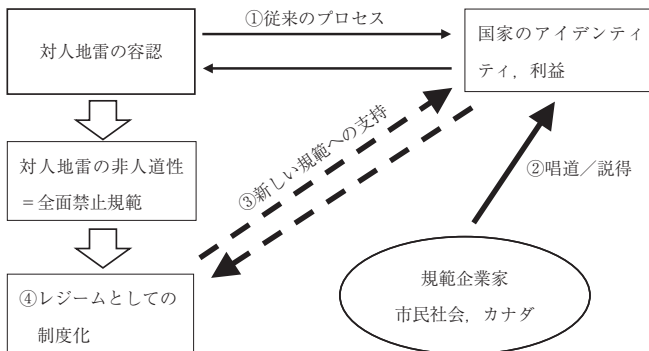 ①従来のプロセス
対人地雷の容認
国家のアイデンティ
ティ，利益
対人地雷の非人道性
＝全面禁止規範
③新しい規範への支持
②唱道／説得
④レジームとしての
制度化
規範企業家
市民社会，カナダ